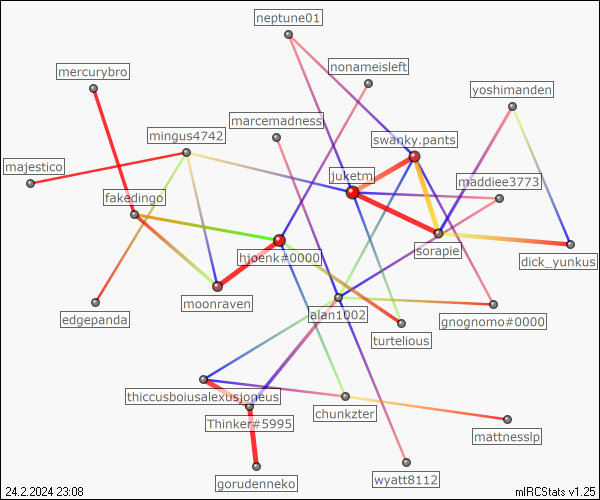 neptune01
nonameisleft
mercurybro
yoshimanden
marcemadness
mingus4742
swanky.pants
majestico
juketm
maddiee3773
fakedingo
hjoenk#0000
sorapie
dick_yunkus
moonraven
edgepanda
alan1002
gnognomo#0000
turtelious
thiccusboiusalexusjoneus
chunkzter
Thinker#5995
mattnesslp
gorudenneko
wyatt8112
24.2.2024 23:08
mIRCStats v1.25